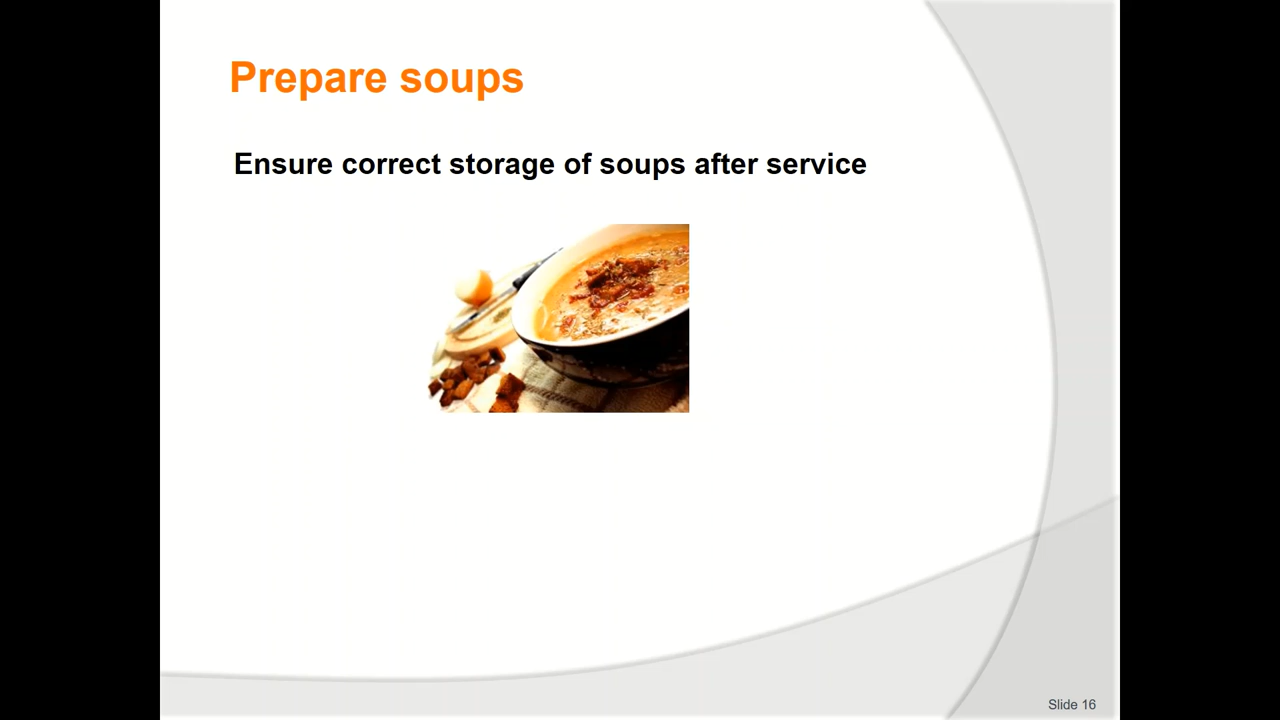 Prepare soups
Ensure correct storage of soups after service
Slide 16